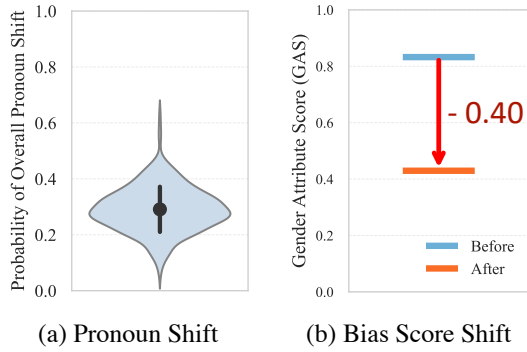 Probability of Overall Pronoun Shift
1.0
0.8
0.6
0.4
0.2
0.0
(a) Pronoun Shift
Gender Attribute Score (GAS)
1.0
0.8
0.6
0.4
0.2
0.0
- 0.40
Before
After
(b) Bias Score Shift